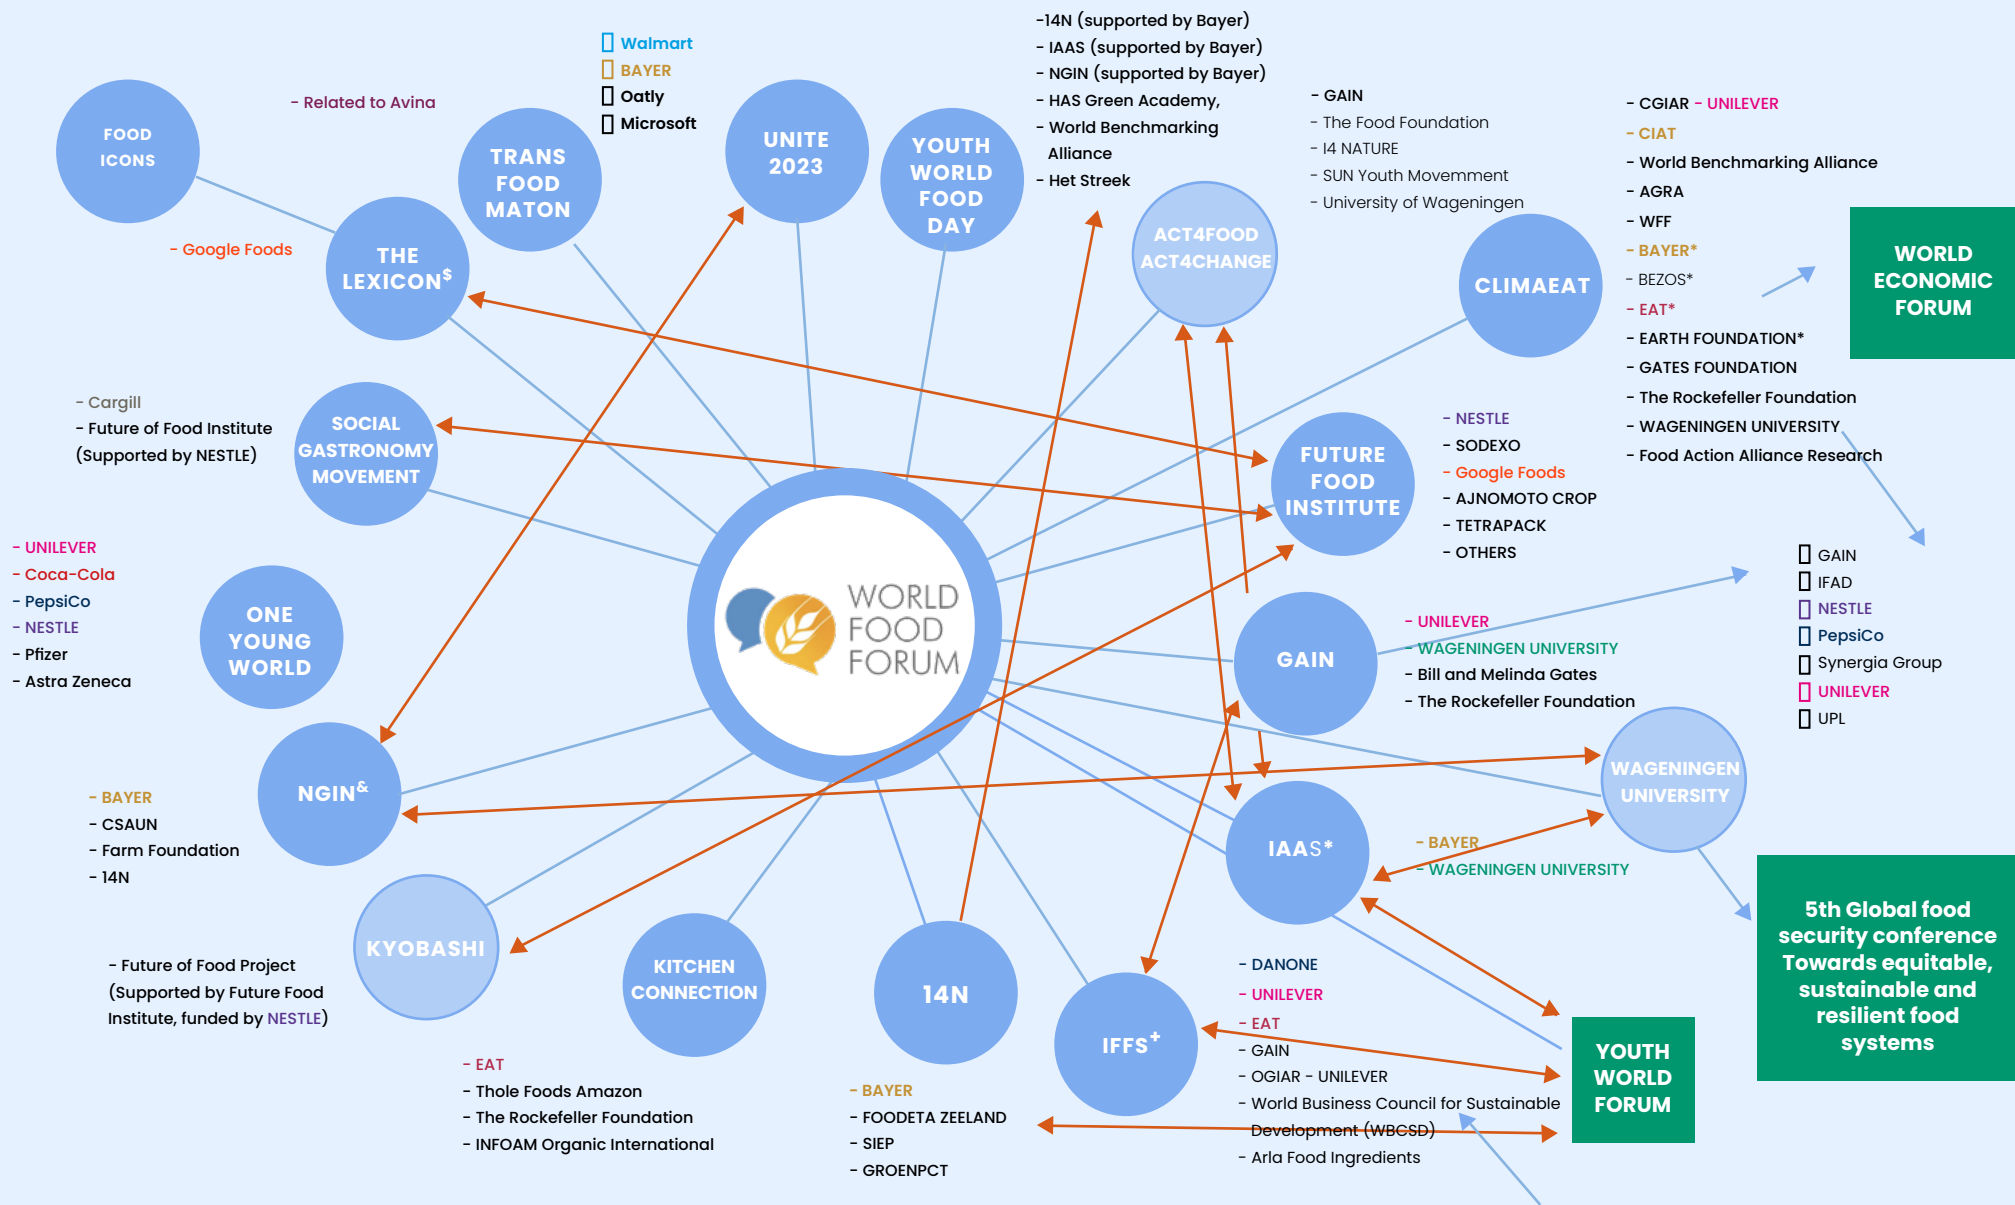 FOOD
ICONS
- Related to Avina
- Google Foods
THE
LEXICON$
TRANS
FOOD
MATON
Walmart
BAYER
Oatly
Microsoft
UNITE
2023
YOUTH
WORLD
FOOD
DAY
-14N (supported by Bayer)
- IAAS (supported by Bayer)
- NGIN (supported by Bayer)
- HAS Green Academy,
- World Benchmarking
Alliance
- Het Streek
ACT4FOOD
ACT4CHANGE
- GAIN
- The Food Foundation
- I4 NATURE
- SUN Youth Movemment
- University of Wageningen
CLIMAEAT
- CGIAR - UNILEVER
- CIAT
- World Benchmarking Alliance
- AGRA
- WFF
- BAYER*
- BEZOS*
- EAT*
- EARTH FOUNDATION*
- GATES FOUNDATION
- The Rockefeller Foundation
- WAGENINGEN UNIVERSITY
- Food Action Alliance Research
WORLD
ECONOMIC
FORUM
- Cargill
- Future of Food Institute
(Supported by NESTLE)
SOCIAL
GASTRONOMY
MOVEMENT
FUTURE
FOOD
INSTITUTE
- NESTLE
- SODEXO
- Google Foods
- AJNOMOTO CROP
- TETRAPACK
- OTHERS
- UNILEVER
- Coca-Cola
- PepsiCo
- NESTLE
- Pfizer
- Astra Zeneca
ONE
YOUNG
WORLD
WORLD
FOOD
FORUM
GAIN
- UNILEVER
- WAGENINGEN UNIVERSITY
- Bill and Melinda Gates
- The Rockefeller Foundation
GAIN
IFAD
NESTLE
PepsiCo
Synergia Group
UNILEVER
UPL
NGIN&
- BAYER
- CSAUN
- Farm Foundation
- 14N
WAGENINGEN
UNIVERSITY
IAAS*
- BAYER
- WAGENINGEN UNIVERSITY
5th Global food
security conference
Towards equitable,
sustainable and
resilient food
systems
KYOBASHI
- Future of Food Project
(Supported by Future Food
Institute, funded by NESTLE)
KITCHEN
CONNECTION
- EAT
- Thole Foods Amazon
- The Rockefeller Foundation
- INFOAM Organic International
14N
- BAYER
- FOODETA ZEELAND
- SIEP
- GROENPCT
IFFS+
- DANONE
- UNILEVER
- EAT
- GAIN
- OGIAR - UNILEVER
- World Business Council for Sustainable
Development (WBCSD)
- Arla Food Ingredients
YOUTH
WORLD
FORUM